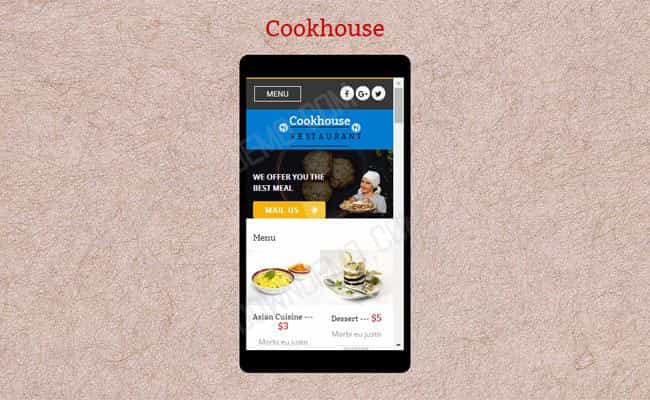 Cookhouse
MENU
Cookhouse
RESTAURANT
WE OFFER YOU THE
BEST MEAL
MAIL US
Menu
Asian Cuisine ---
$3
Dessert --- $5
Morbi eu justo
Morbi eu justo